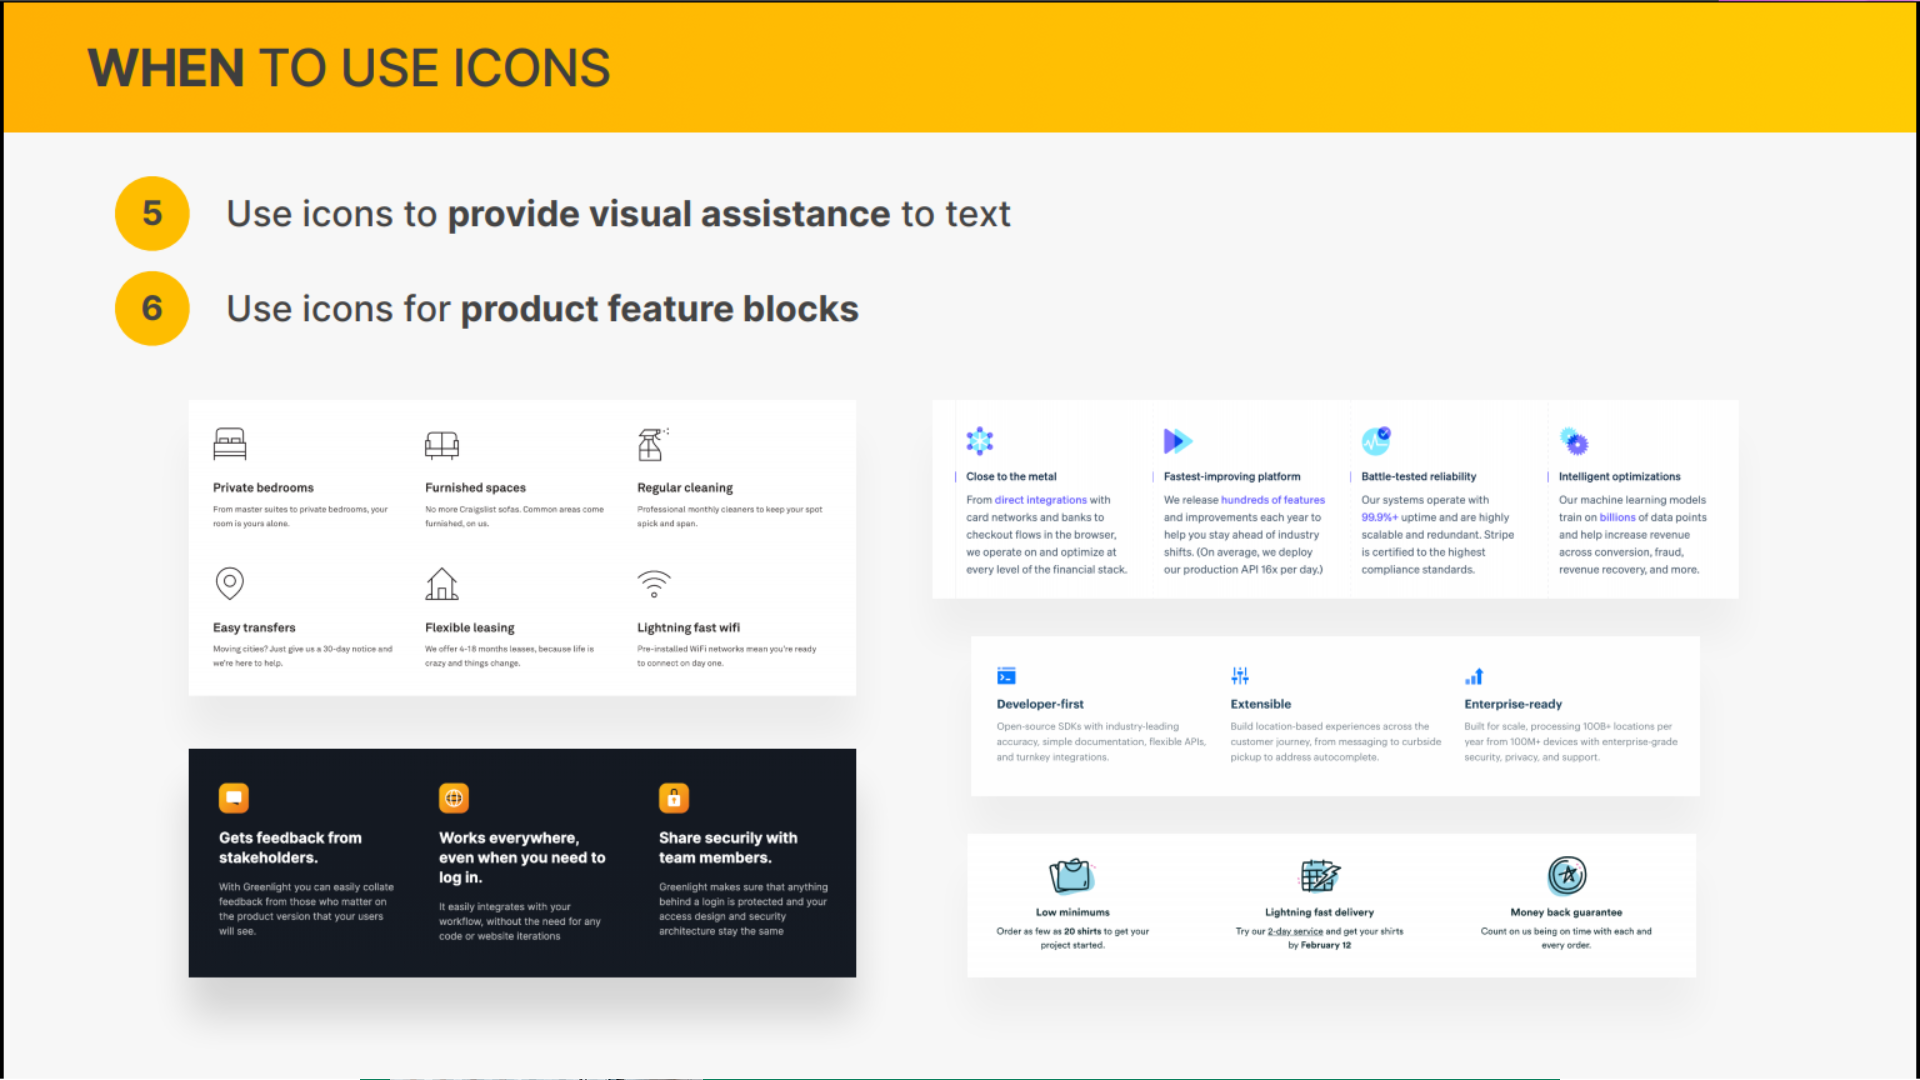 WHEN TO USE ICONS
5 Use icons to provide visual assistance to text
6 Use icons for product feature blocks
Private bedrooms
From master suites to private bedrooms, your
room is yours alone.
Furnished spaces
No more Craigslist sofas. Common areas come
furnished, on us.
Regular cleaning
Professional monthly cleaners to keep your spot
spick and span.
Easy transfers
Moving cities? Just give us a 30-day notice and
we're here to help.
Flexible leasing
We offer 4-18 months leases, because life is
crazy and things change.
Lightning fast wifi
Pre-installed WiFi networks mean you're ready
to connect on day one.
Gets feedback from
stakeholders.
With Greenlight you can easily collate
feedback from those who matter on
the product version that your users
will see.
Works everywhere,
even when you need to
log in.
It easily integrates with your
workflow, without the need for any
code or website iterations
Share securily with
team members.
Greenlight makes sure that anything
behind a login is protected and your
access design and security
architecture stay the same
Close to the metal
From direct integrations with
card networks and banks to
checkout flows in the browser,
we operate on and optimize at
every level of the financial stack.
Fastest-improving platform
We release hundreds of features
and improvements each year to
help you stay ahead of industry
shifts. (On average, we deploy
our production API 16x per day.)
Battle-tested reliability
Our systems operate with
99.9%+ uptime and are highly
scalable and redundant. Stripe
is certified to the highest
compliance standards.
Intelligent optimizations
Our machine learning models
train on billions of data points
and help increase revenue
across conversion, fraud,
revenue recovery, and more.
Developer-first
Open-source SDKs with industry-leading
accuracy, simple documentation, flexible APIs,
and turnkey integrations.
Extensible
Build location-based experiences across the
customer journey, from messaging to curbside
pickup to address autocomplete.
Enterprise-ready
Built for scale, processing 100B+ locations per
year from 100M+ devices with enterprise-grade
security, privacy, and support.
Low minimums
Order as few as 20 shirts to get your
project started.
Lightning fast delivery
Try our 2-day service and get your shirts
by February 12
Money back guarantee
Count on us being on time with each and
every order.